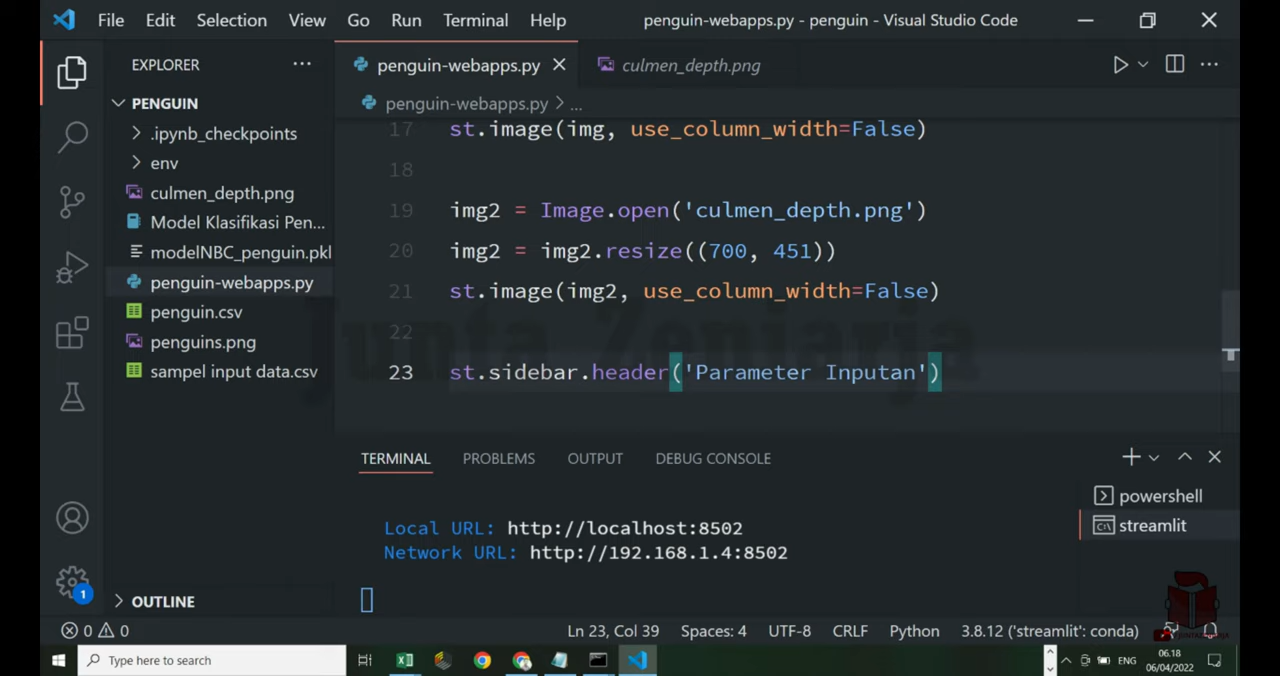 File Edit Selection View Go Run Terminal Help penguin-webapps.py - penguin - Visual Studio Code
EXPLORER ···
penguin-webapps.py culmen_depth.png
PENGUIN
penguin-webapps.py > ...
.ipynb_checkpoints
env
culmen_depth.png
Model Klasifikasi Pen...
modelNBC_penguin.pkl
penguin-webapps.py
penguin.csv
penguins.png
sampel input data.csv
OUTLINE
17 st.image(img, use_column_width=False)
18
19 img2 = Image.open('culmen_depth.png')
20 img2 = img2.resize((700, 451))
21 st.image(img2, use_column_width=False)
22
23 st.sidebar.header('Parameter Inputan')
Junta Zeniarja
TERMINAL PROBLEMS OUTPUT DEBUG CONSOLE
Local URL: http://localhost:8502
Network URL: http://192.168.1.4:8502
powershell
streamlit
1
0 0 Ln 23, Col 39 Spaces: 4 UTF-8 CRLF Python 3.8.12 ('streamlit': conda)
Type here to search
ENG
06.18
06/04/2022